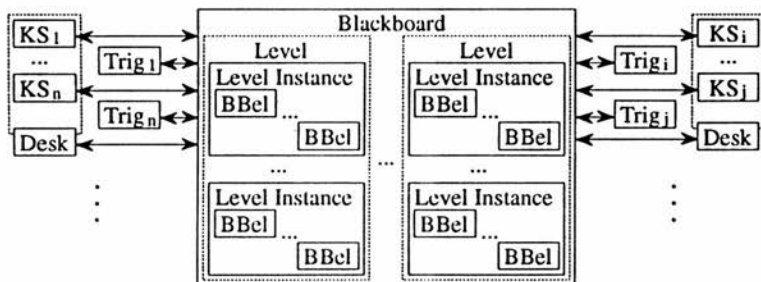 Blackboard
KS1
...
KSn
Trig1
Trign
Desk
Level
Level Instance
BBel
...
BBel
...
Level Instance
BBel
...
BBel
...
Level
Level Instance
BBel
...
BBel
...
Level Instance
BBel
...
BBel
KSi
...
KSj
Trigi
Trigj
Desk